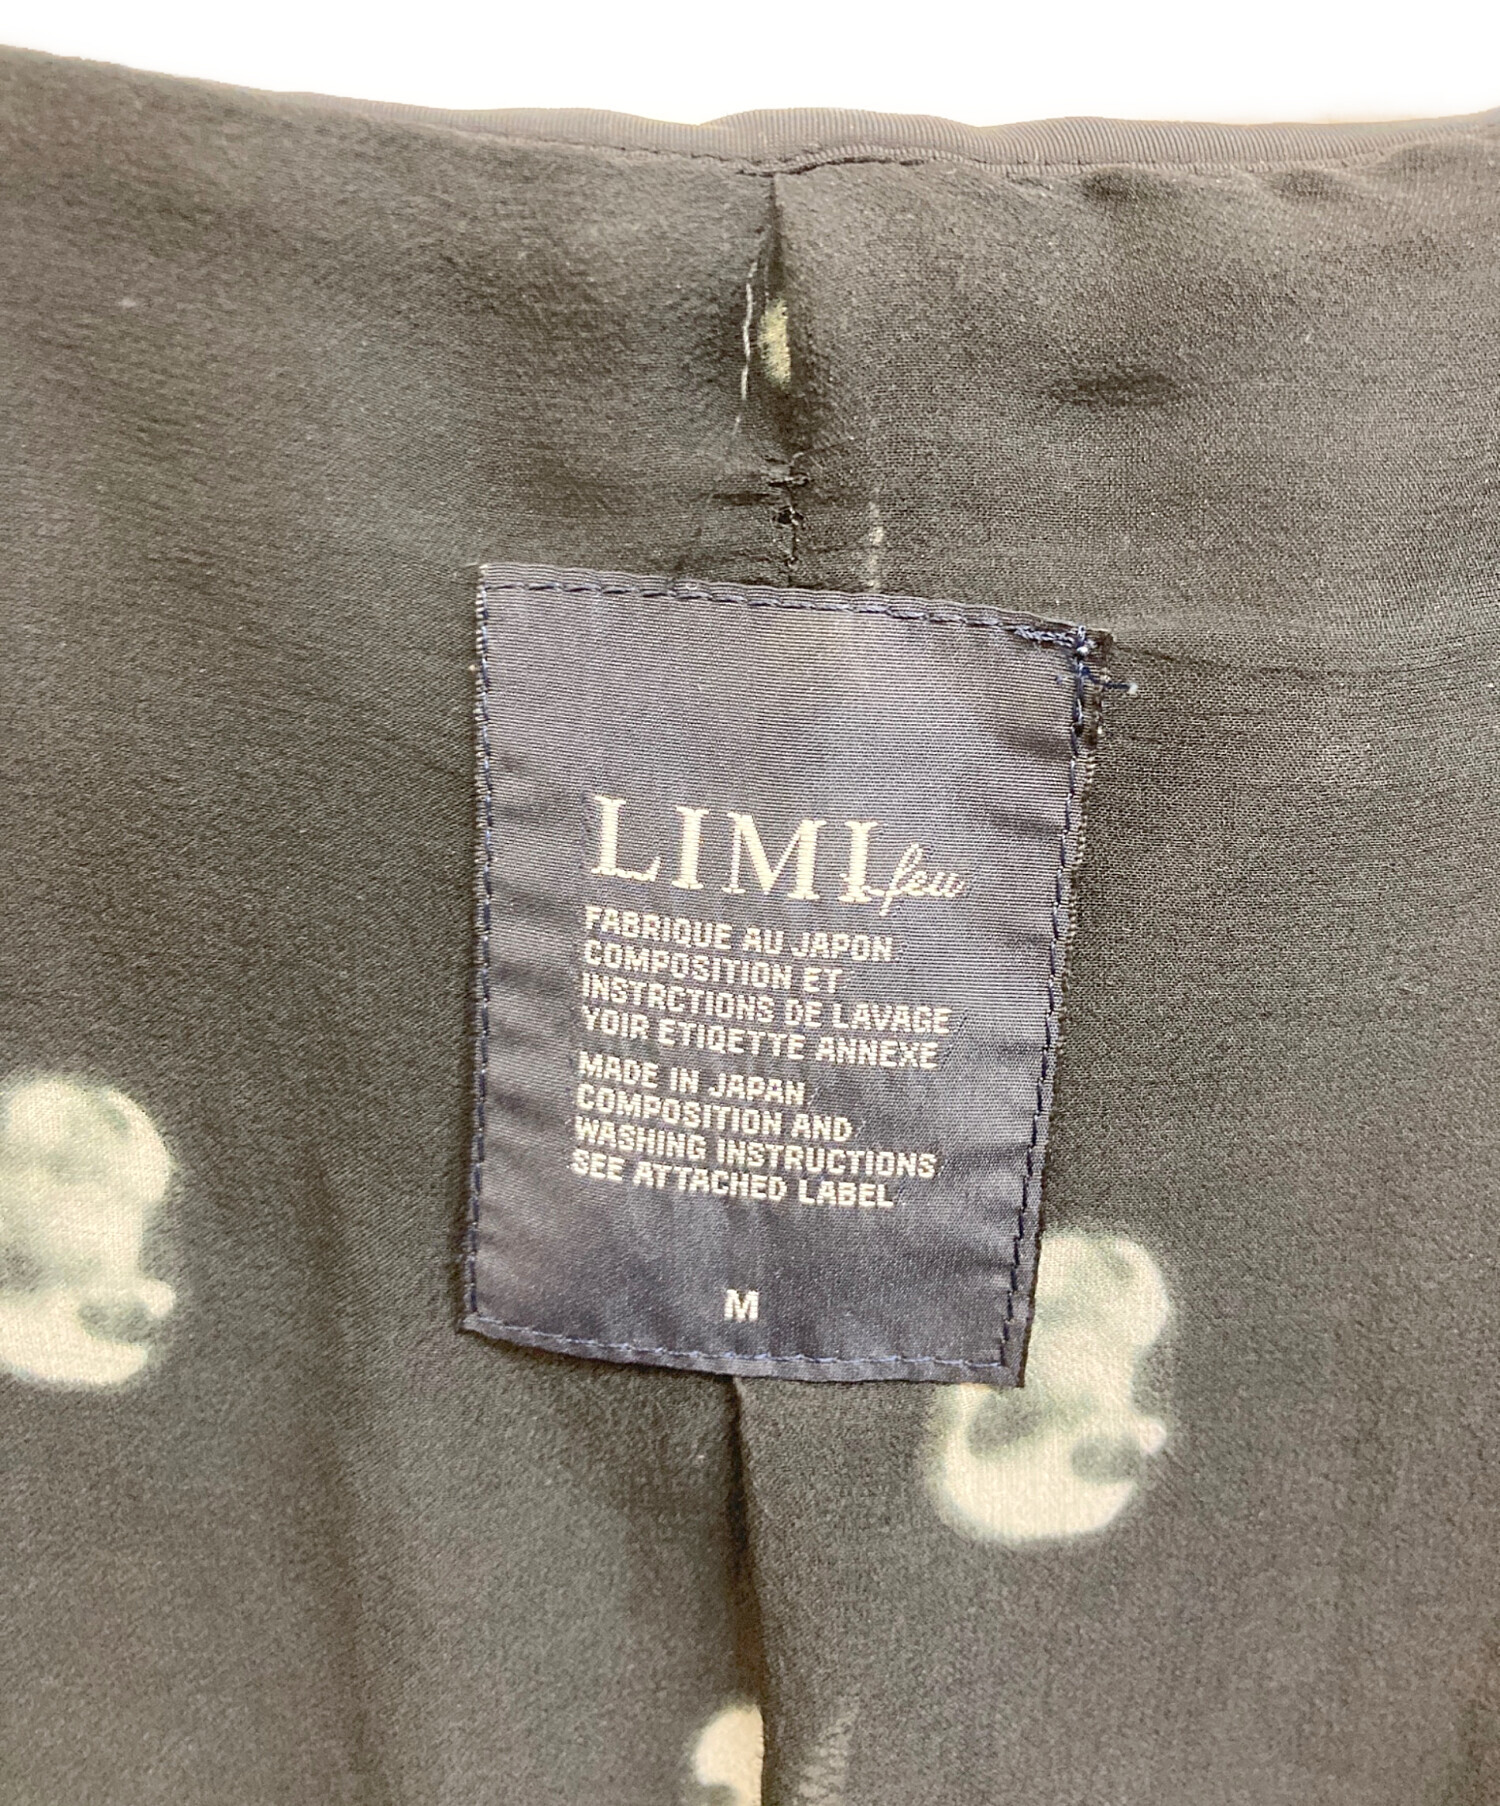 LIMI feu
FABRIQUE AU JAPON
COMPOSITION ET
INSTRCTIONS DE LAVAGE
YOIR ETIQETTE ANNEXE
MADE IN JAPAN
COMPOSITION AND
WASHING INSTRUCTIONS
SEE ATTACHED LABEL
M